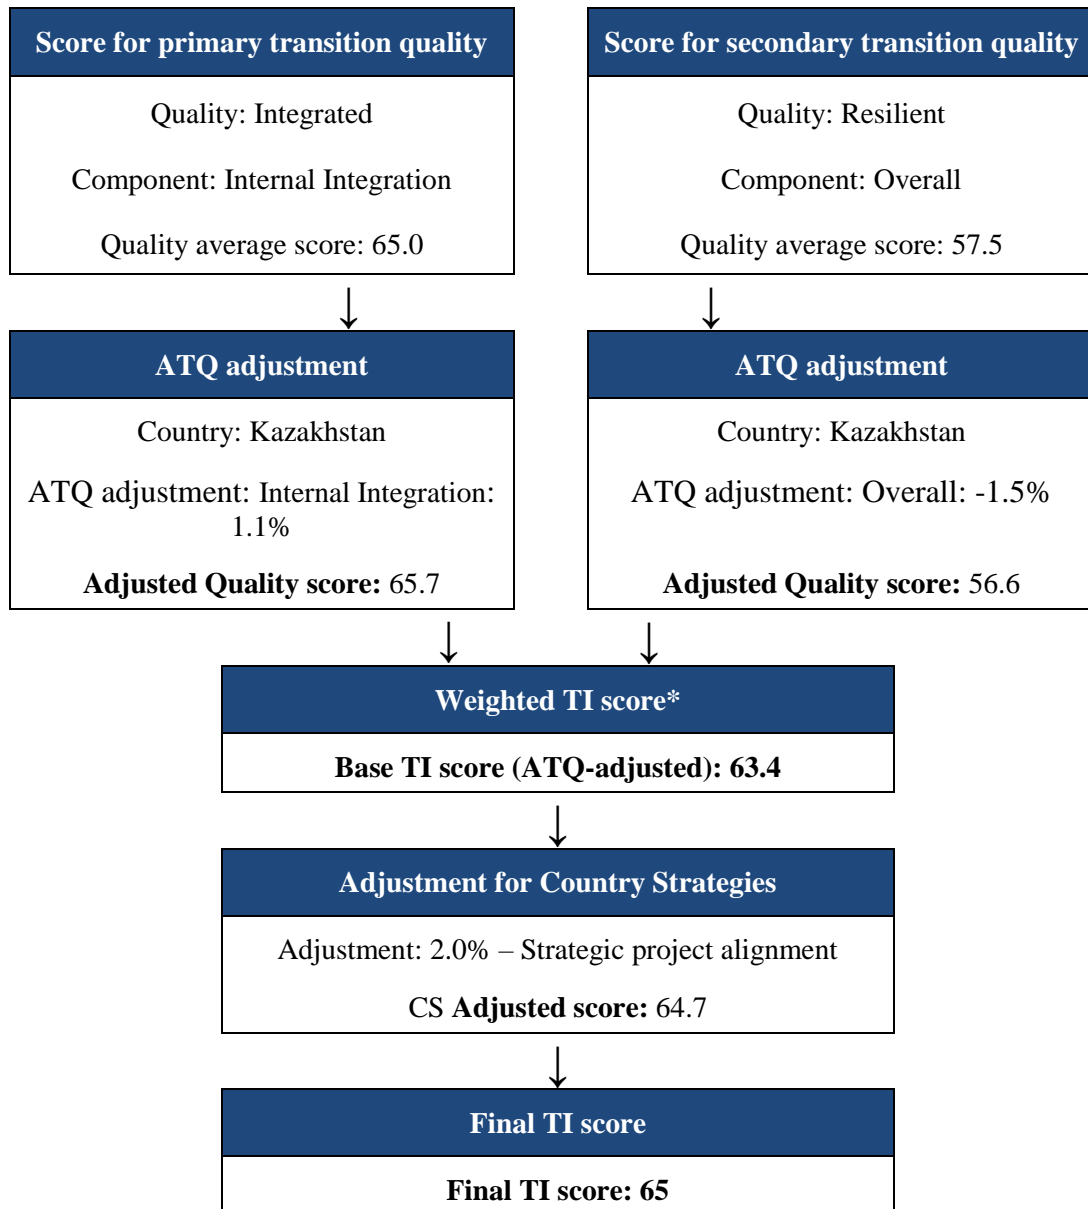 Score for primary transition quality
Quality: Integrated
Component: Internal Integration
Quality average score: 65.0
Score for secondary transition quality
Quality: Resilient
Component: Overall
Quality average score: 57.5
↓
↓
ATQ adjustment
Country: Kazakhstan
ATQ adjustment: Internal Integration:
1.1%
Adjusted Quality score: 65.7
ATQ adjustment
Country: Kazakhstan
ATQ adjustment: Overall: -1.5%
Adjusted Quality score: 56.6
↓
↓
Weighted TI score*
Base TI score (ATQ-adjusted): 63.4
↓
Adjustment for Country Strategies
Adjustment: 2.0% – Strategic project alignment
CS Adjusted score: 64.7
↓
Final TI score
Final TI score: 65